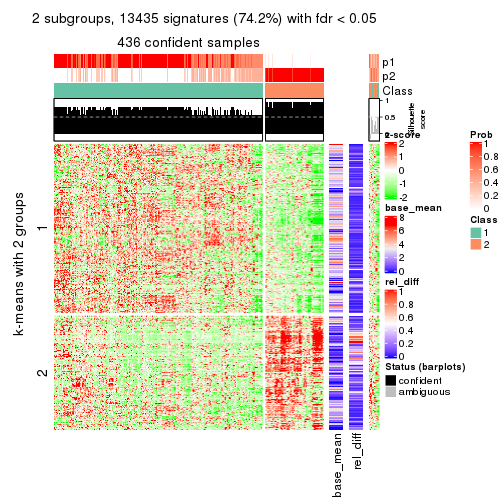 2 subgroups, 13435 signatures (74.2%) with fdr < 0.05
436 confident samples
p1
p2
Class
1
0.5
0
Silhouette
score
k-means with 2 groups
1
2
base_mean
rel_diff
z-score
2
1
0
-1
-2
base_mean
8
6
4
2
0
rel_diff
1
0.8
0.6
0.4
0.2
0
Status (barplots)
confident
ambiguous
Prob
1
0.8
0.6
0.4
0.2
0
Class
1
2